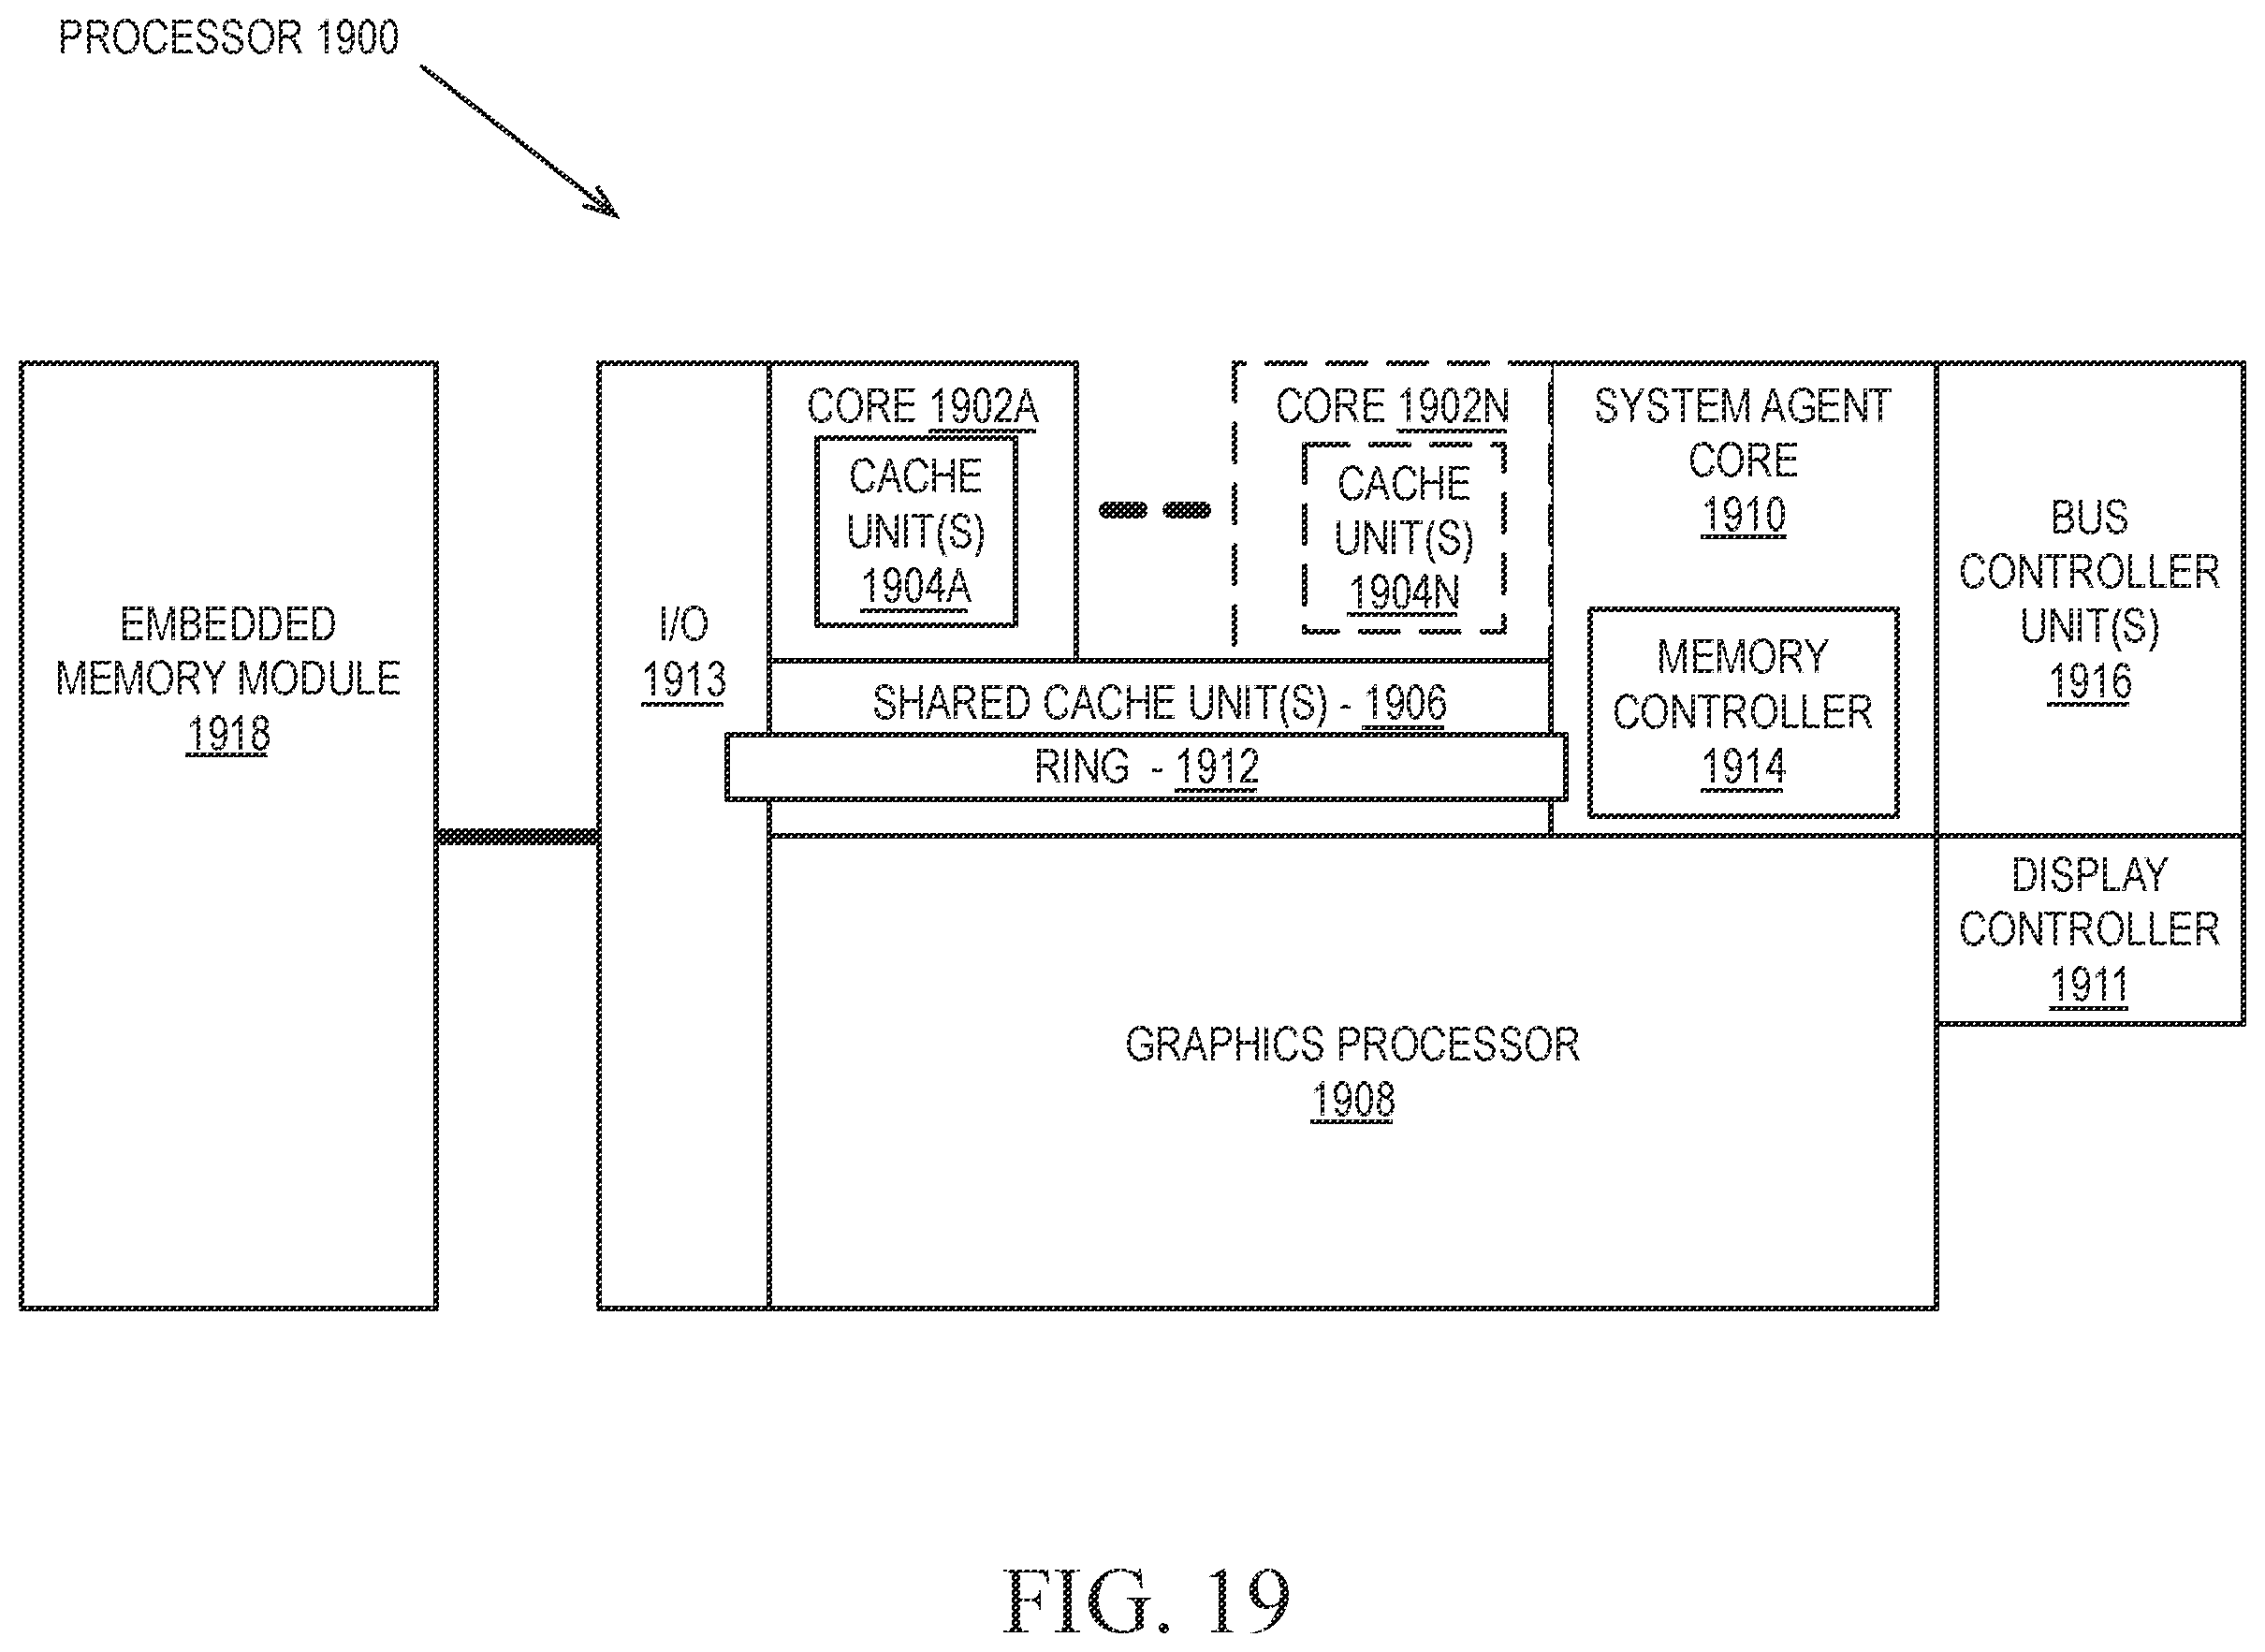 PROCESSOR 1900
EMBEDDED
MEMORY MODULE
1918
I/O
1913
CORE 1902A
CACHE
UNIT(S)
1904A
CORE 1902N
CACHE
UNIT(S)
1904N
SYSTEM AGENT
CORE
1910
MEMORY
CONTROLLER
1914
BUS
CONTROLLER
UNIT(S)
1916
SHARED CACHE UNIT(S) - 1906
RING - 1912
DISPLAY
CONTROLLER
1911
GRAPHICS PROCESSOR
1908
FIG. 19